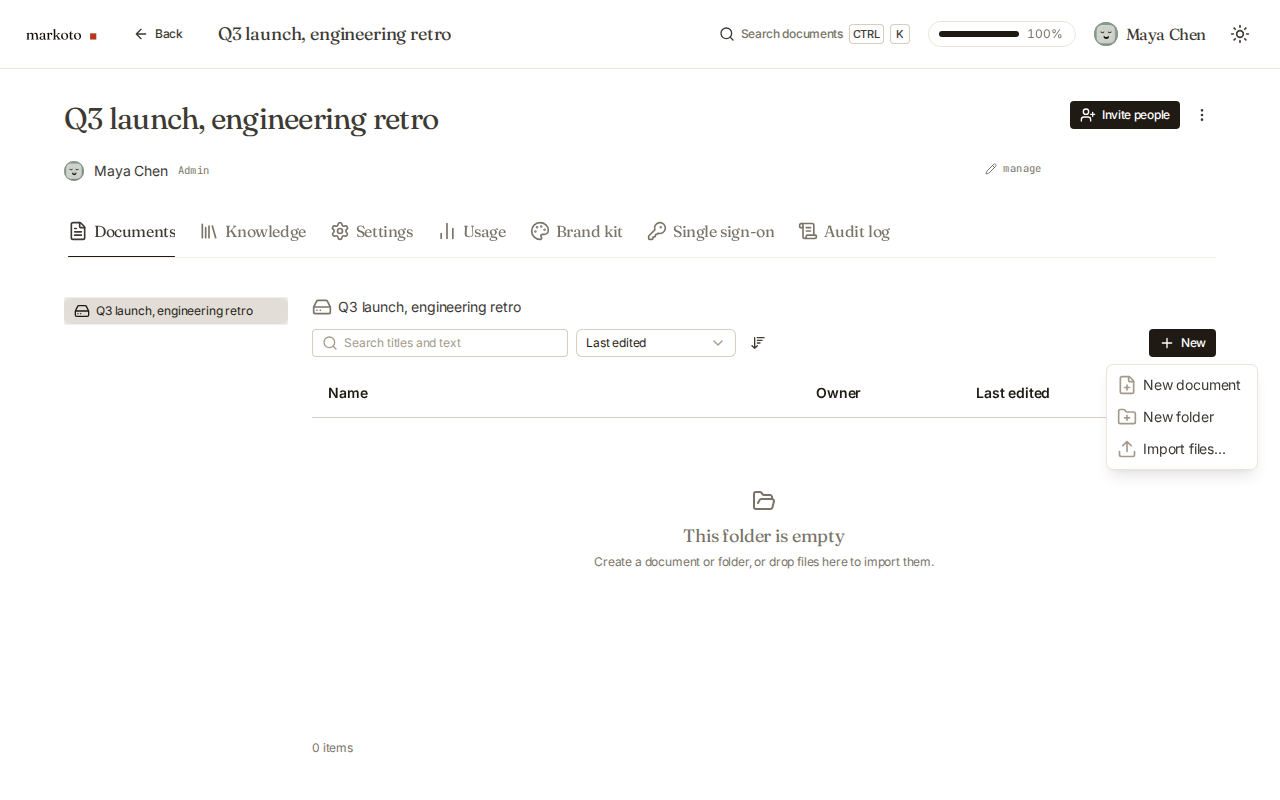 markoto
Back
Q3 launch, engineering retro
Search documents CTRL K
100%
Maya Chen
Q3 launch, engineering retro
Invite people
Maya Chen Admin
manage
Documents
Knowledge
Settings
Usage
Brand kit
Single sign-on
Audit log
Q3 launch, engineering retro
Q3 launch, engineering retro
Search titles and text
Last edited
New
Name
Owner
Last edited
New document
New folder
Import files...
This folder is empty
Create a document or folder, or drop files here to import them.
0 items